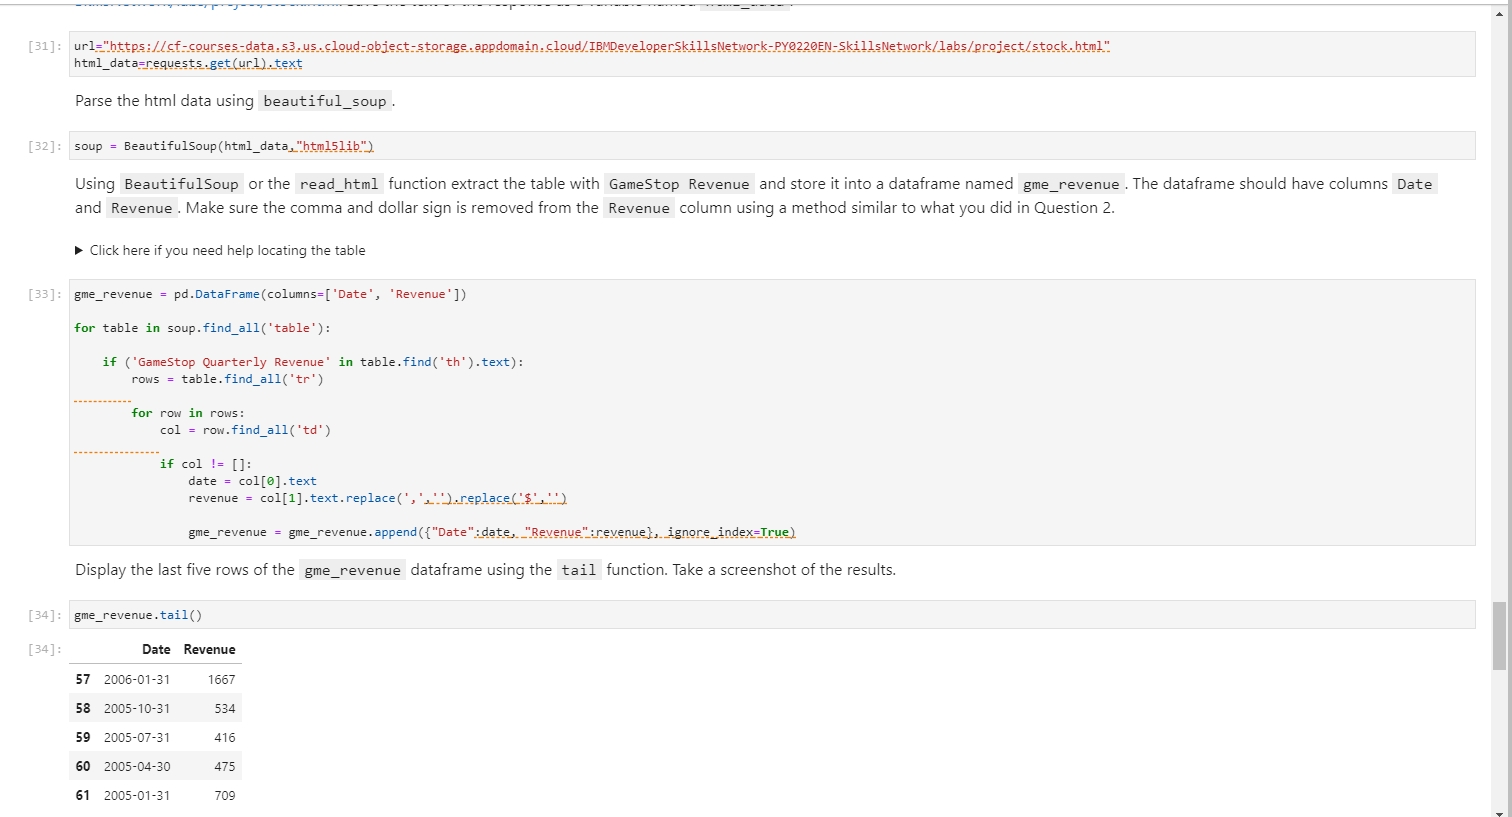 [31]: url="https://cf-courses-data.s3.us.cloud-object-storage.appdomain.cloud/IBMDeveloperSkillsNetwork-PY0220EN-SkillsNetwork/labs/project/stock.html"
html_data=requests.get(url).text
Parse the html data using beautiful_soup .
[32]: soup = BeautifulSoup(html_data,"html5lib")
Using BeautifulSoup or the read_html function extract the table with GameStop Revenue and store it into a dataframe named gme_revenue . The dataframe should have columns Date
and Revenue . Make sure the comma and dollar sign is removed from the Revenue column using a method similar to what you did in Question 2.
▶ Click here if you need help locating the table
[33]: gme_revenue = pd.DataFrame(columns=['Date', 'Revenue'])
for table in soup.find_all('table'):
if ('GameStop Quarterly Revenue' in table.find('th').text):
rows = table.find_all('tr')
for row in rows:
col = row.find_all('td')
if col != []:
date = col[0].text
revenue = col[1].text.replace(',','').replace('$','')
gme_revenue = gme_revenue.append({"Date":date, "Revenue":revenue}, ignore_index=True)
Display the last five rows of the gme_revenue dataframe using the tail function. Take a screenshot of the results.
[34]: gme_revenue.tail()
[34]: Date Revenue
57 2006-01-31 1667
58 2005-10-31 534
59 2005-07-31 416
60 2005-04-30 475
61 2005-01-31 709